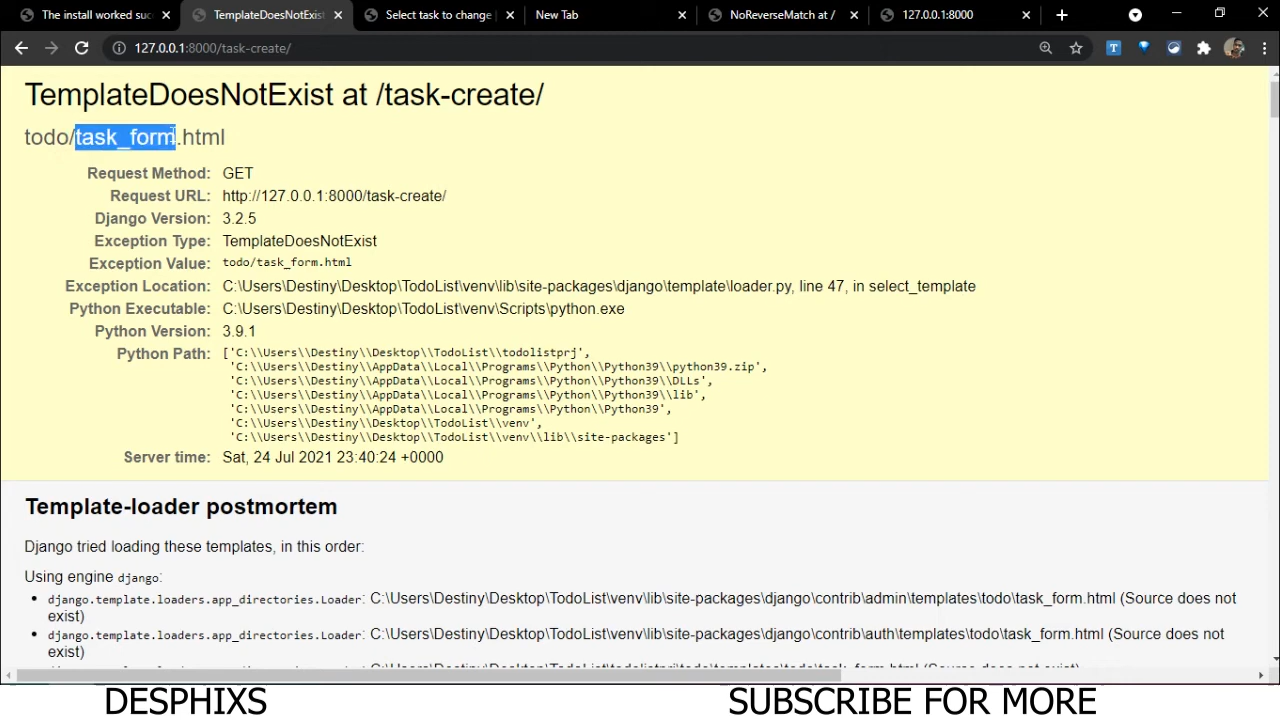 The install worked suc
TemplateDoesNotExist
Select task to change
New Tab
NoReverseMatch at /
127.0.0.1:8000
127.0.0.1:8000/task-create/
TemplateDoesNotExist at /task-create/
todo/task_form.html
Request Method: GET
Request URL: http://127.0.0.1:8000/task-create/
Django Version: 3.2.5
Exception Type: TemplateDoesNotExist
Exception Value: todo/task_form.html
Exception Location: C:\Users\Destiny\Desktop\TodoList\venv\lib\site-packages\django\template\loader.py, line 47, in select_template
Python Executable: C:\Users\Destiny\Desktop\TodoList\venv\Scripts\python.exe
Python Version: 3.9.1
Python Path: ['C:\\Users\\Destiny\\Desktop\\TodoList\\todolistprj',
'C:\\Users\\Destiny\\AppData\\Local\\Programs\\Python\\Python39\\python39.zip',
'C:\\Users\\Destiny\\AppData\\Local\\Programs\\Python\\Python39\\DLLs',
'C:\\Users\\Destiny\\AppData\\Local\\Programs\\Python\\Python39\\lib',
'C:\\Users\\Destiny\\AppData\\Local\\Programs\\Python\\Python39',
'C:\\Users\\Destiny\\Desktop\\TodoList\\venv',
'C:\\Users\\Destiny\\Desktop\\TodoList\\venv\\lib\\site-packages']
Server time: Sat, 24 Jul 2021 23:40:24 +0000
Template-loader postmortem
Django tried loading these templates, in this order:
Using engine django:
• django.template.loaders.app_directories.Loader: C:\Users\Destiny\Desktop\TodoList\venv\lib\site-packages\django\contrib\admin\templates\todo\task_form.html (Source does not
exist)
• django.template.loaders.app_directories.Loader: C:\Users\Destiny\Desktop\TodoList\venv\lib\site-packages\django\contrib\auth\templates\todo\task_form.html (Source does not
exist)
DESPHIXS
SUBSCRIBE FOR MORE